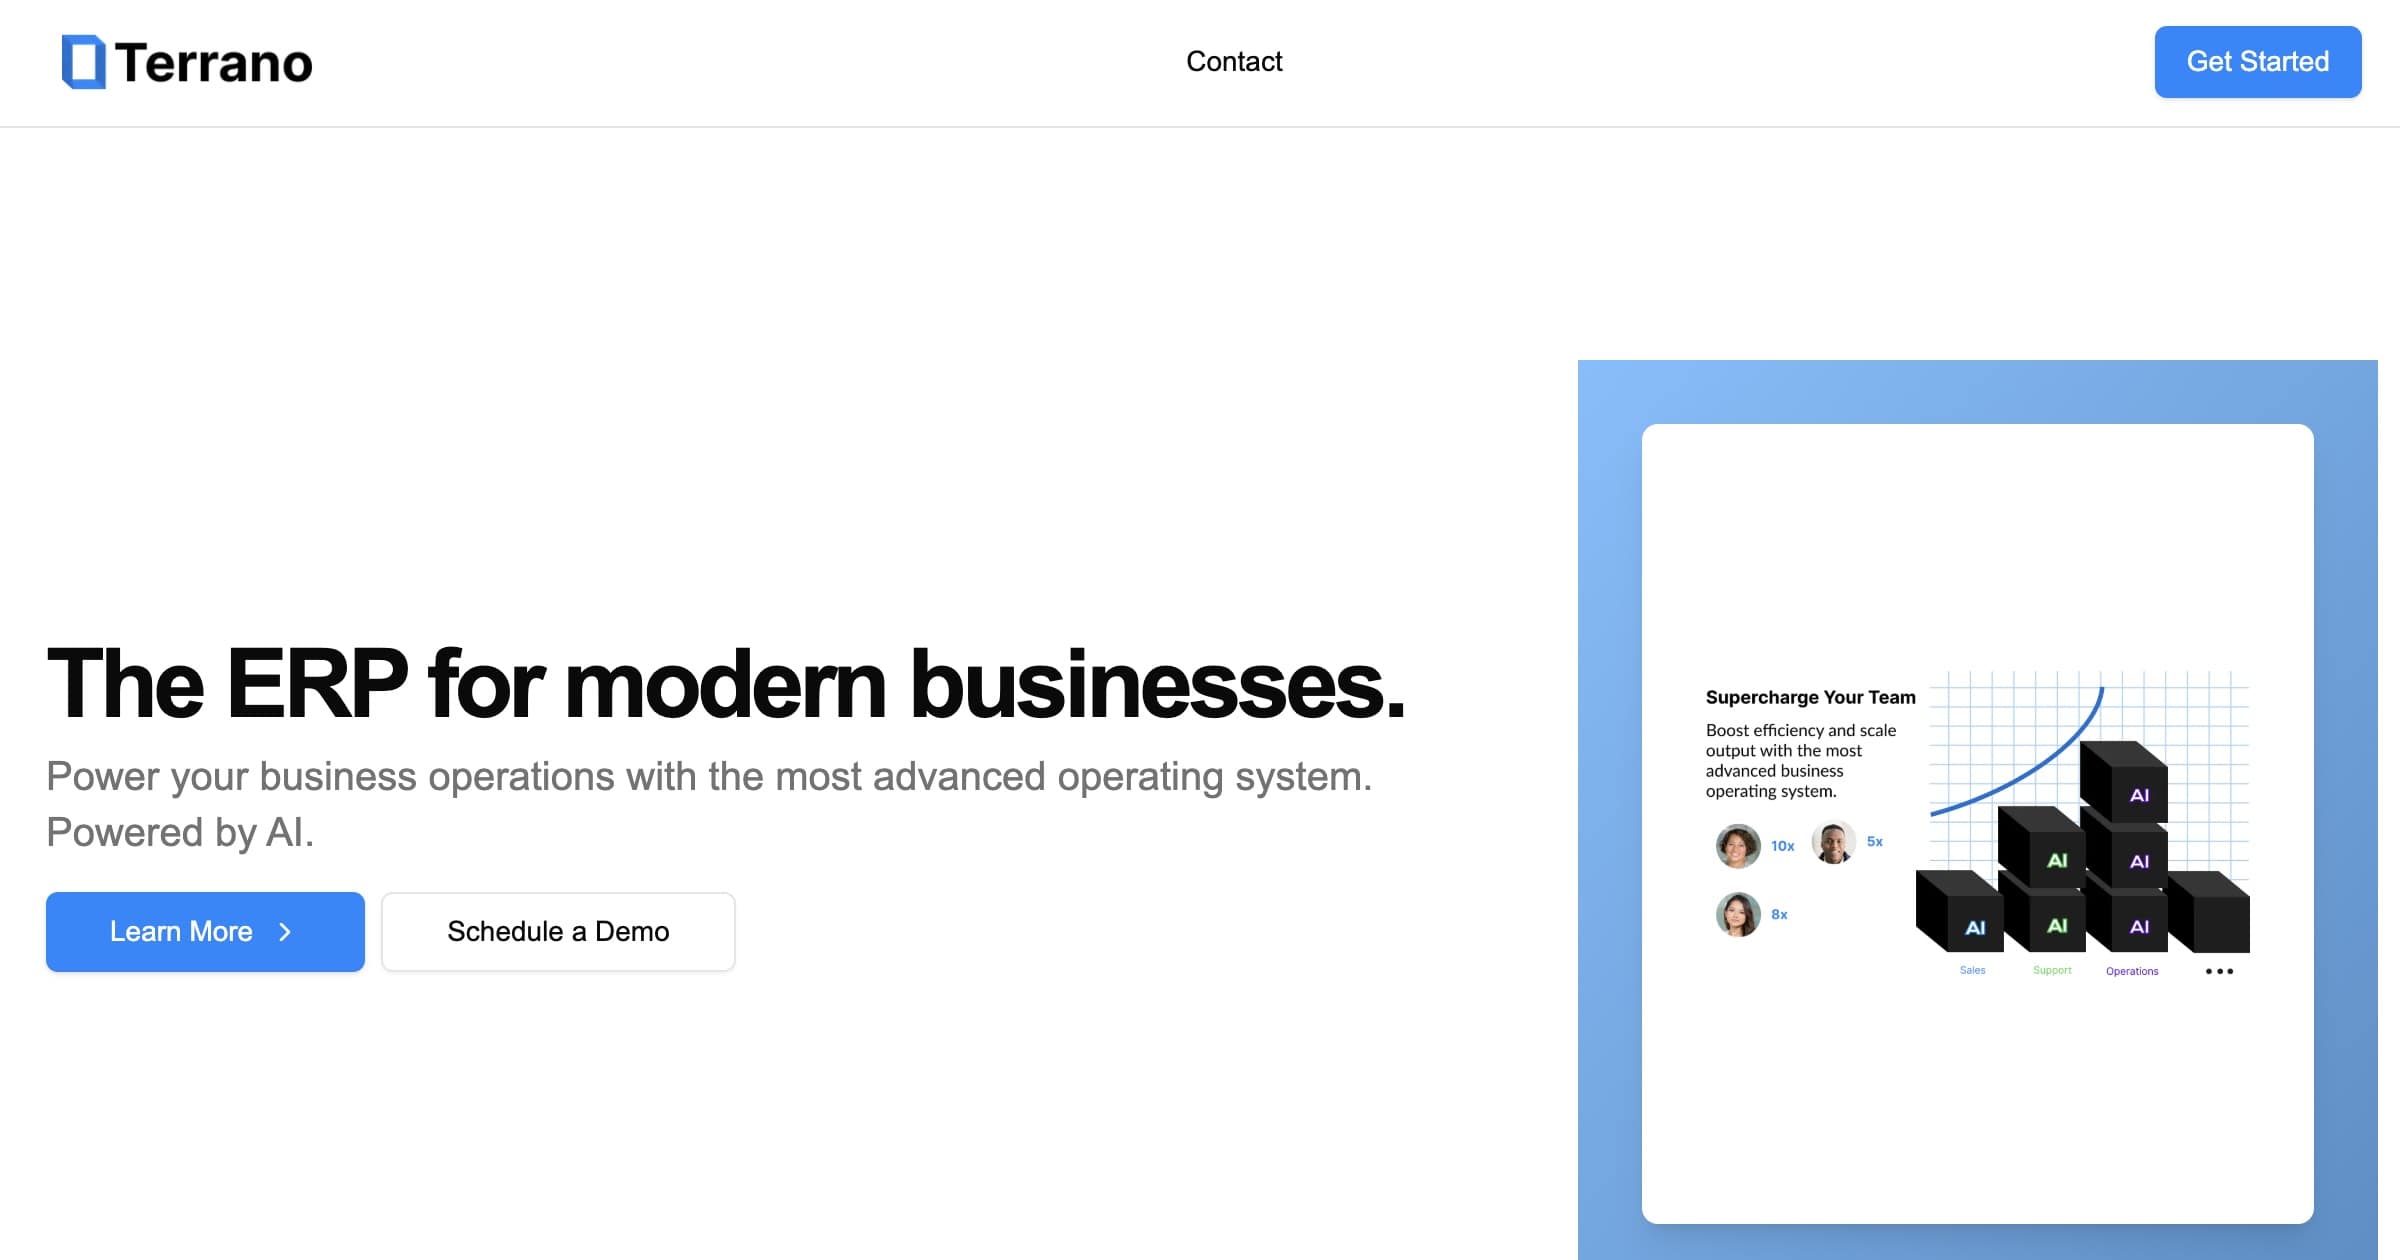 Terrano
Contact
Get Started
The ERP for modern businesses.
Power your business operations with the most advanced operating system.
Powered by AI.
Learn More
Schedule a Demo
Supercharge Your Team
Boost efficiency and scale
output with the most
advanced business
operating system.
10x
5x
8x
AI
AI
AI
AI
AI
AI
Sales
Support
Operations